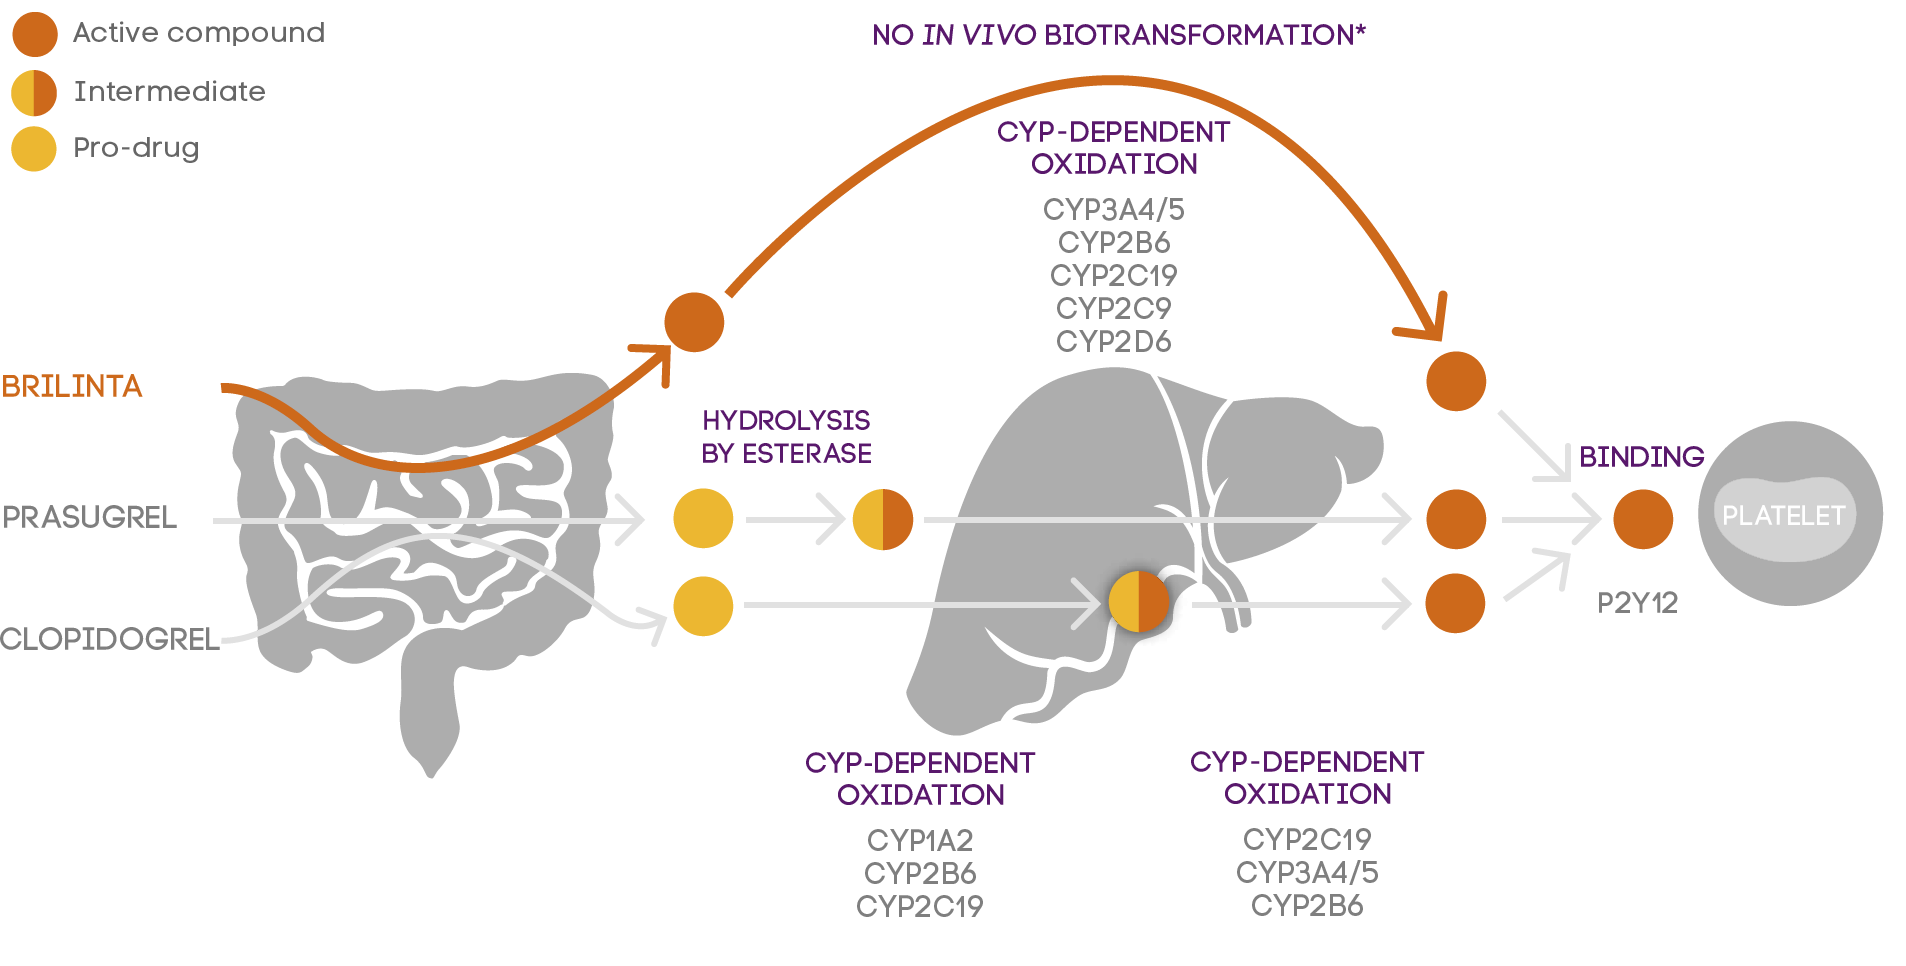 Active compound
Intermediate
Pro-drug
NO IN VIVO BIOTRANSFORMATION*
CYP-DEPENDENT
OXIDATION
CYP3A4/5
CYP2B6
CYP2C19
CYP2C9
CYP2D6
BRILINTA
HYDROLYSIS
BY ESTERASE
BINDING
PRASUGREL
PLATELET
P2Y12
CLOPIDOGREL
CYP-DEPENDENT
OXIDATION
CYP1A2
CYP2B6
CYP2C19
CYP-DEPENDENT
OXIDATION
CYP2C19
CYP3A4/5
CYP2B6